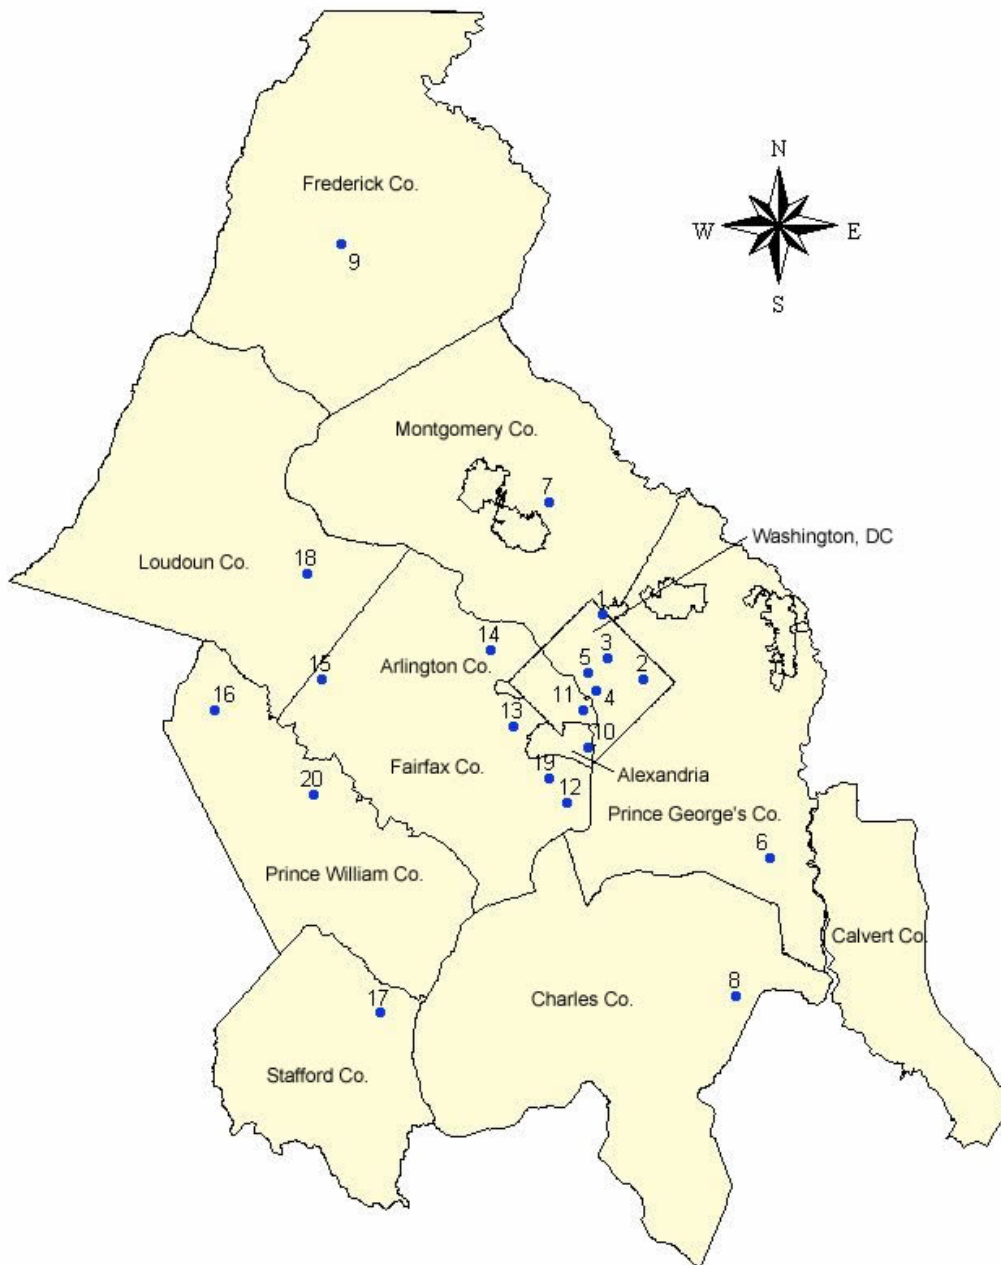 N
Frederick Co.
W
E
9
S
Montgomery Co.
7
Washington, DC
Loudoun Co.
18
1
14
3
Arlington Co.
5
2
15
16
11
4
13
10
Fairfax Co.
19
Alexandria
20
12
Prince George's Co.
6
Prince William Co.
Calvert Co.
8
17
Charles Co.
Stafford Co.